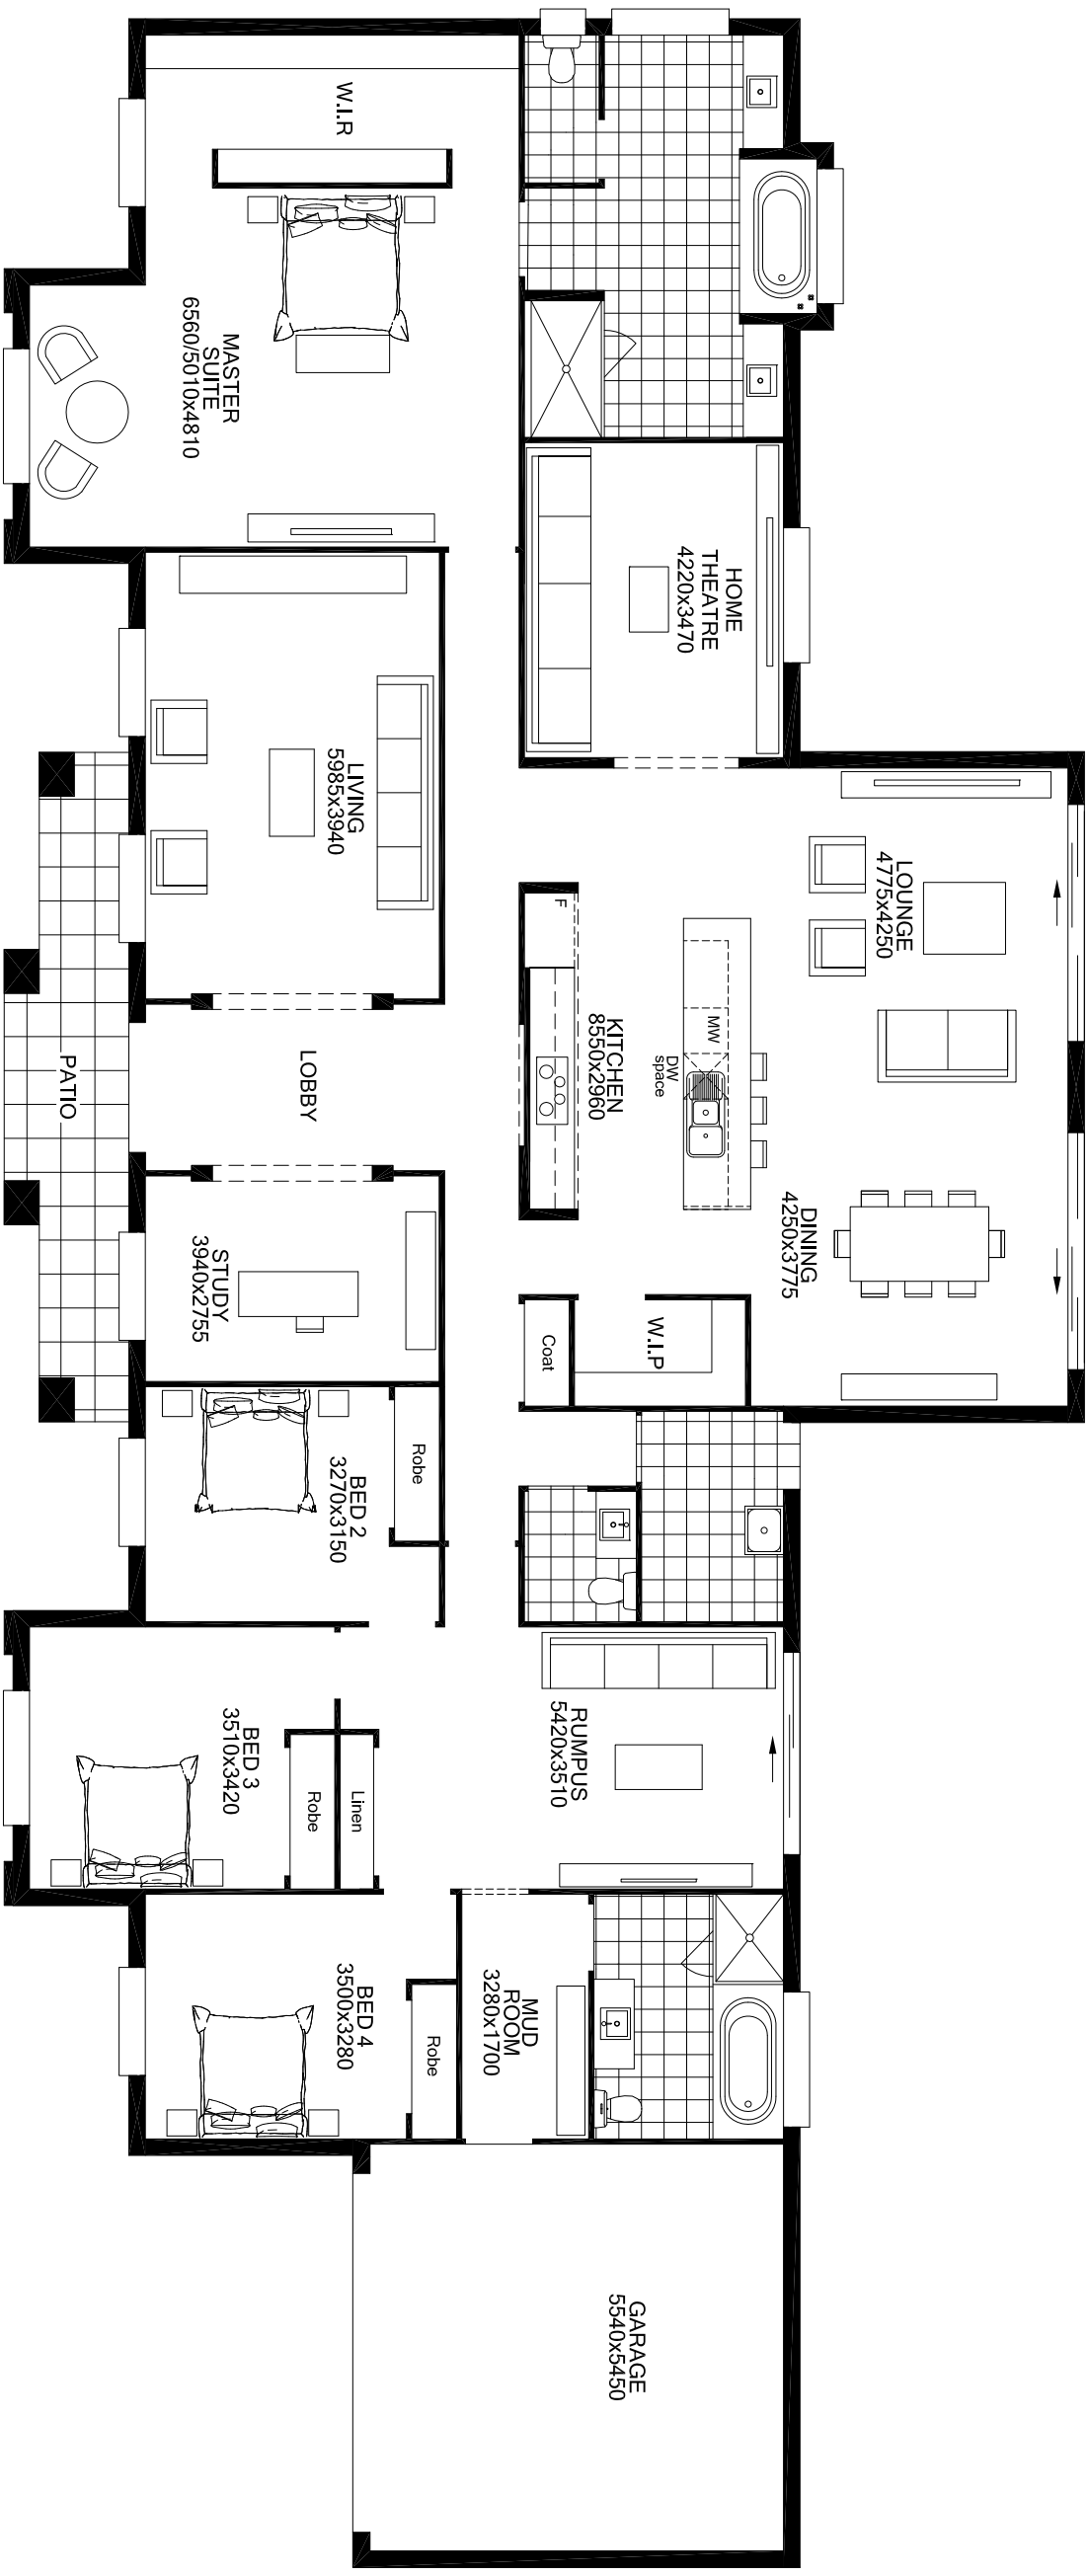 W.I.R
MASTER
SUITE
6560/5010x4810
HOME
THEATRE
4220x3470
LIVING
5985x3940
LOUNGE
4775x4250
F
KITCHEN
8550x2960
MW
DW
space
LOBBY
PATIO
DINING
4250x3775
STUDY
3940x2755
Coat
W.I.P
Robe
BED 2
3270x3150
RUMPUS
5420x3510
BED 3
3510x3420
Robe
Linen
BED 4
3500x3280
Robe
MUD
ROOM
3280x1700
GARAGE
5540x5450